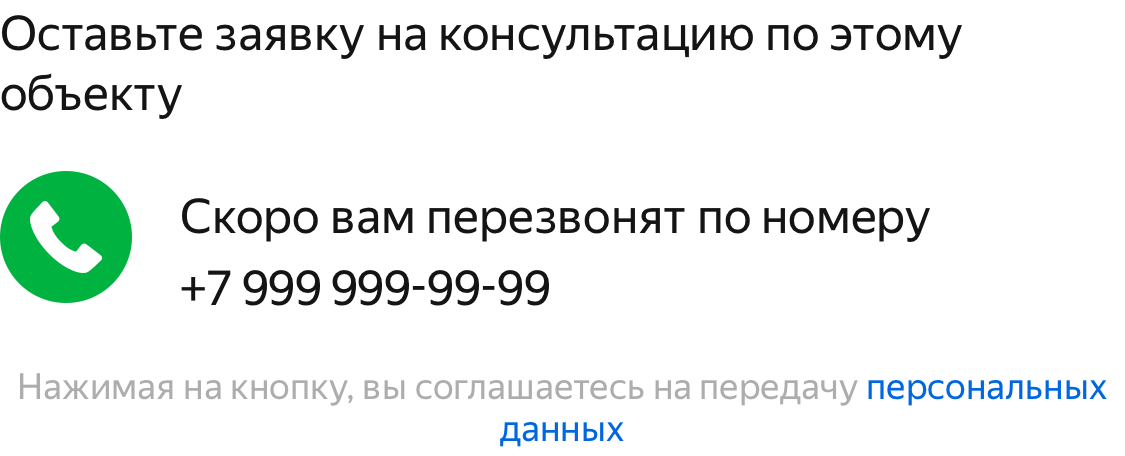 Оставьте заявку на консультацию по этому
объекту
Скоро вам перезвонят по номеру
+7 999 999-99-99
Нажимая на кнопку, вы соглашаетесь на передачу персональных
данных